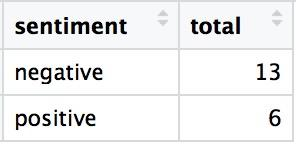 sentiment total
negative 13
positive 6